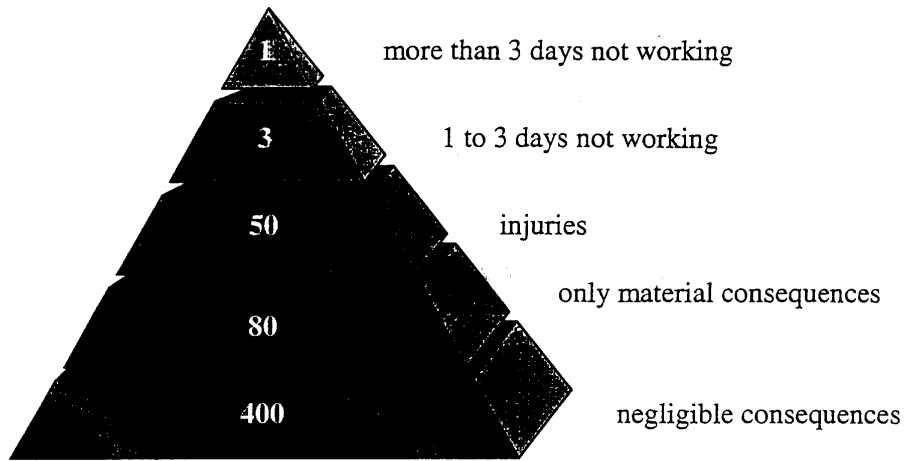 1 more than 3 days not working
3 1 to 3 days not working
50 injuries
only material consequences
80
400 negligible consequences